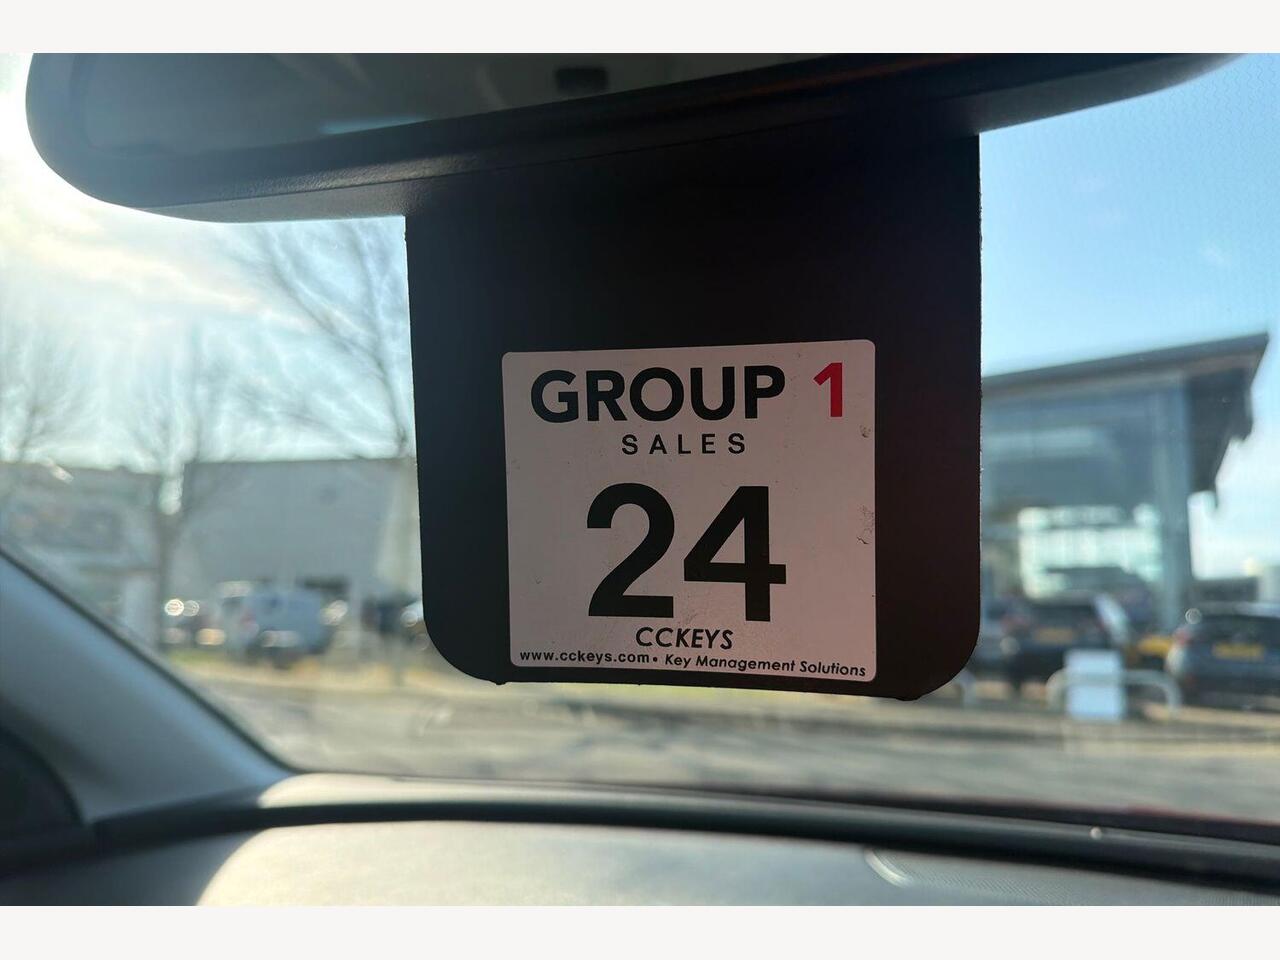 GROUP 1
SALES
24
CCKEYS
www.cckeys.com • Key Management Solutions